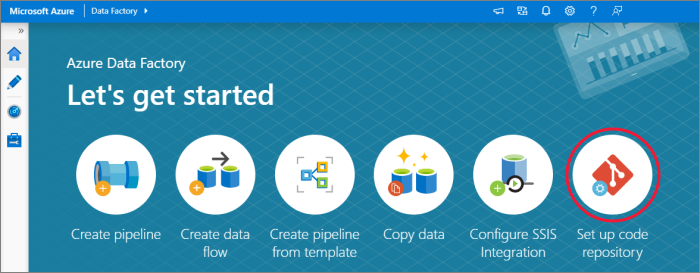 Microsoft Azure | Data Factory
»
Azure Data Factory
Let's get started
Create pipeline
Create data
flow
Create pipeline
from template
Copy data
Configure SSIS
Integration
Set up code
repository